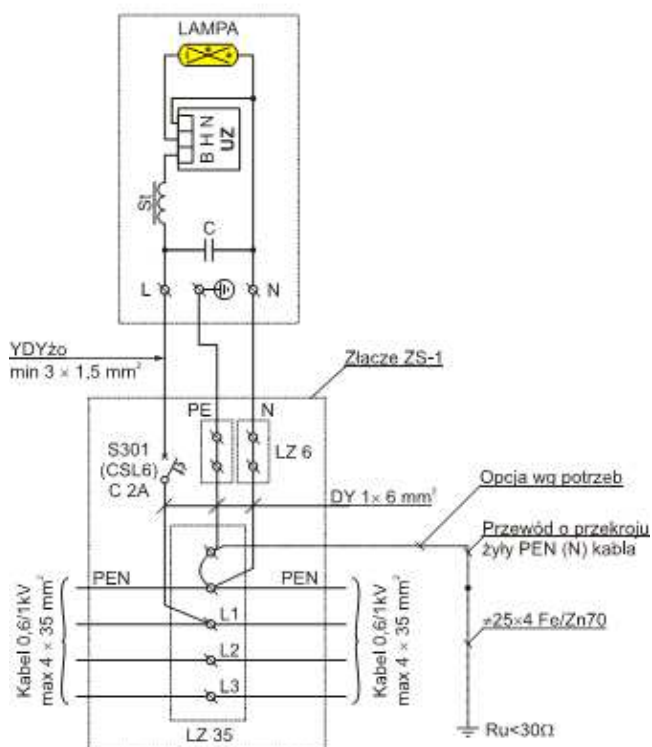 LAMPA
B H N
UZ
St
C
L
N
YDYżo
min 3 × 1,5 mm²
Złącze ZS-1
PE
N
S301
(CSL6)
C 2A
LZ 6
DY 1× 6 mm²
Opcja wg potrzeb
Przewód o przekroju
żyły PEN (N) kabla
PEN
PEN
L1
L2
L3
Kabel 0,6/1kV
max 4 × 35 mm²
Kabel 0,6/1kV
max 4 × 35 mm²
≠25×4 Fe/Zn70
Ru<30Ω
LZ 35